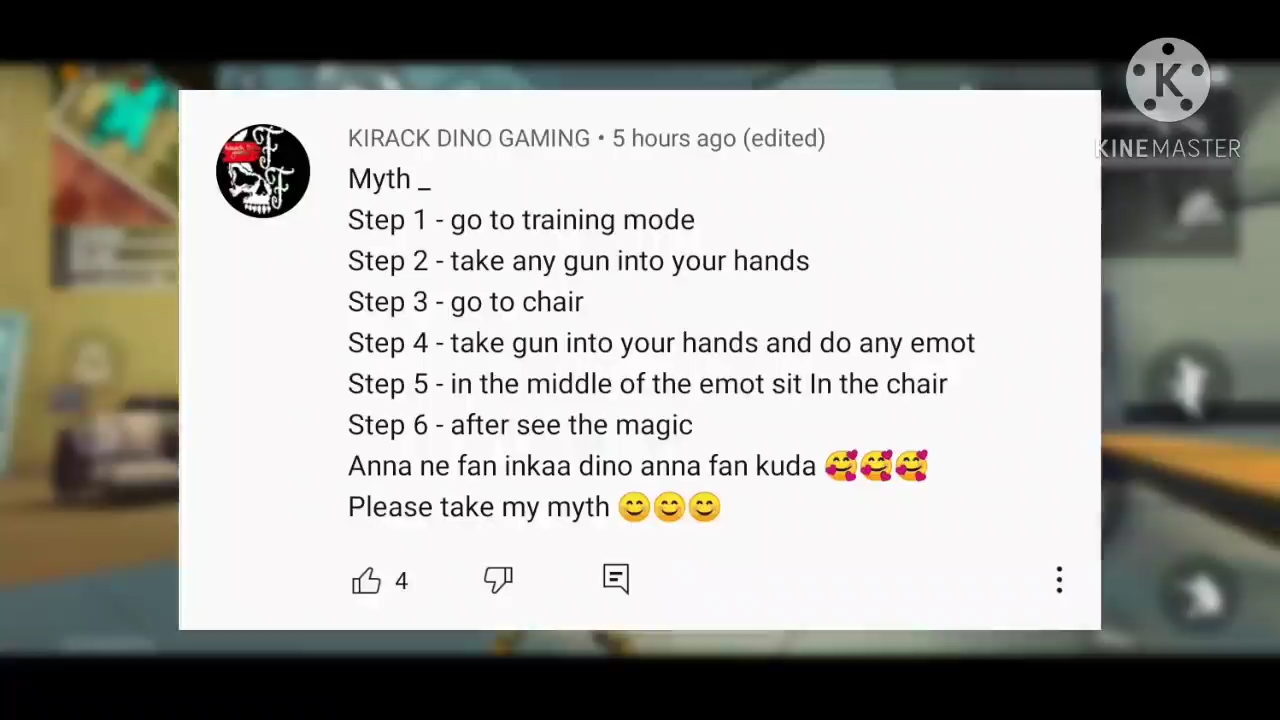 KINEMASTER
KIRACK DINO GAMING • 5 hours ago (edited)
Myth _
Step 1 - go to training mode
Step 2 - take any gun into your hands
Step 3 - go to chair
Step 4 - take gun into your hands and do any emot
Step 5 - in the middle of the emot sit In the chair
Step 6 - after see the magic
Anna ne fan inkaa dino anna fan kuda 🥰🥰🥰
Please take my myth 😊😊😊
4